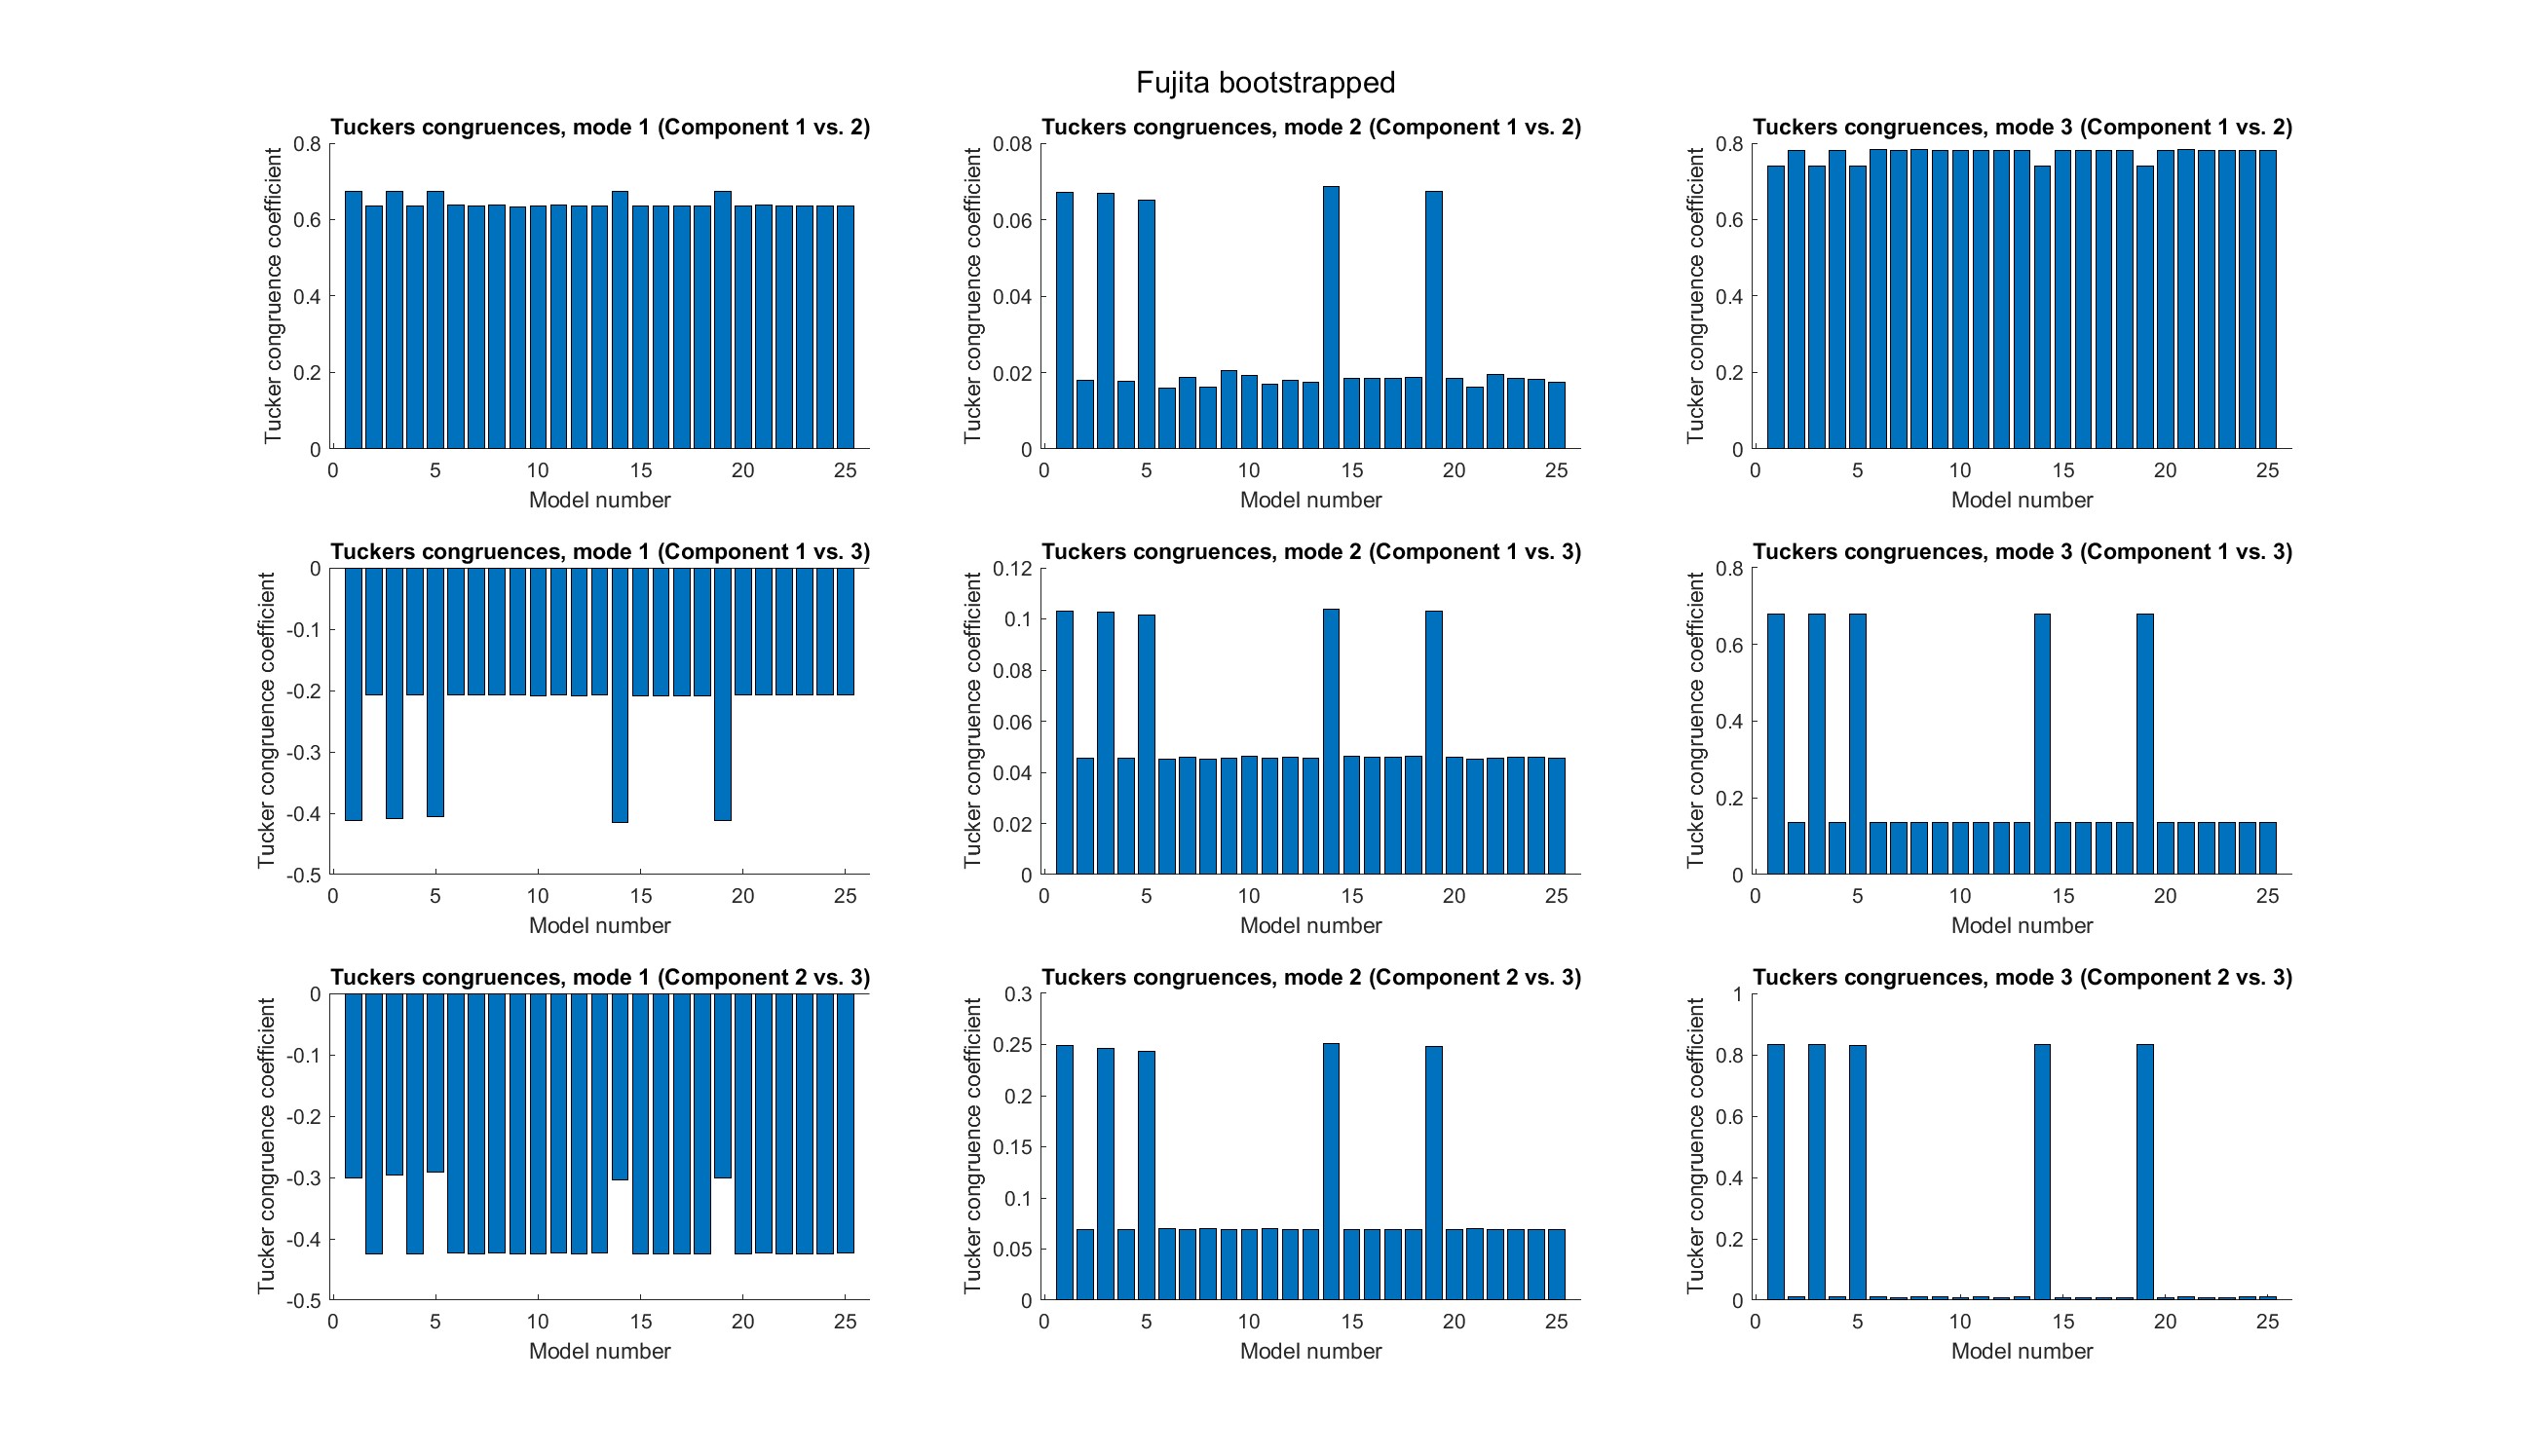 Fujita bootstrapped
Tuckers congruences, mode 1 (Component 1 vs. 2)
Tucker congruence coefficient
0.8
0.6
0.4
0.2
0
0 5 10 15 20 25
Model number
Tuckers congruences, mode 2 (Component 1 vs. 2)
Tucker congruence coefficient
0.08
0.06
0.04
0.02
0
0 5 10 15 20 25
Model number
Tuckers congruences, mode 3 (Component 1 vs. 2)
Tucker congruence coefficient
0.8
0.6
0.4
0.2
0
0 5 10 15 20 25
Model number
Tuckers congruences, mode 1 (Component 1 vs. 3)
Tucker congruence coefficient
0
-0.1
-0.2
-0.3
-0.4
-0.5
0 5 10 15 20 25
Model number
Tuckers congruences, mode 2 (Component 1 vs. 3)
Tucker congruence coefficient
0.12
0.1
0.08
0.06
0.04
0.02
0
0 5 10 15 20 25
Model number
Tuckers congruences, mode 3 (Component 1 vs. 3)
Tucker congruence coefficient
0.8
0.6
0.4
0.2
0
0 5 10 15 20 25
Model number
Tuckers congruences, mode 1 (Component 2 vs. 3)
Tucker congruence coefficient
0
-0.1
-0.2
-0.3
-0.4
-0.5
0 5 10 15 20 25
Model number
Tuckers congruences, mode 2 (Component 2 vs. 3)
Tucker congruence coefficient
0.3
0.25
0.2
0.15
0.1
0.05
0
0 5 10 15 20 25
Model number
Tuckers congruences, mode 3 (Component 2 vs. 3)
Tucker congruence coefficient
1
0.8
0.6
0.4
0.2
0
0 5 10 15 20 25
Model number